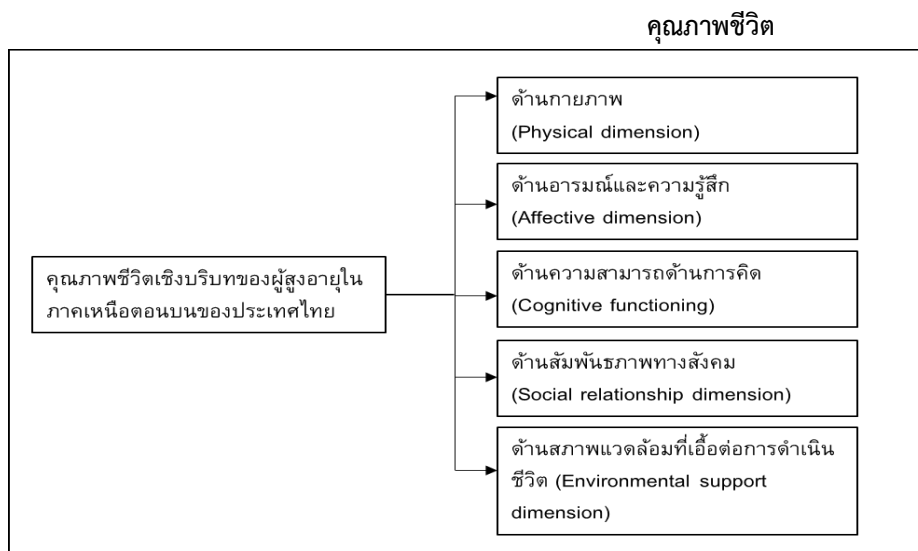 คุณภาพชีวิต
ด้านกายภาพ
(Physical dimension)
ด้านอารมณ์และความรู้สึก
(Affective dimension)
คุณภาพชีวิตเชิงบริบทของผู้สูงอายุใน
ภาคเหนือตอนบนของประเทศไทย
ด้านความสามารถด้านการคิด
(Cognitive functioning)
ด้านสัมพันธภาพทางสังคม
(Social relationship dimension)
ด้านสภาพแวดล้อมที่เอื้อต่อการดำเนิน
ชีวิต (Environmental support
dimension)